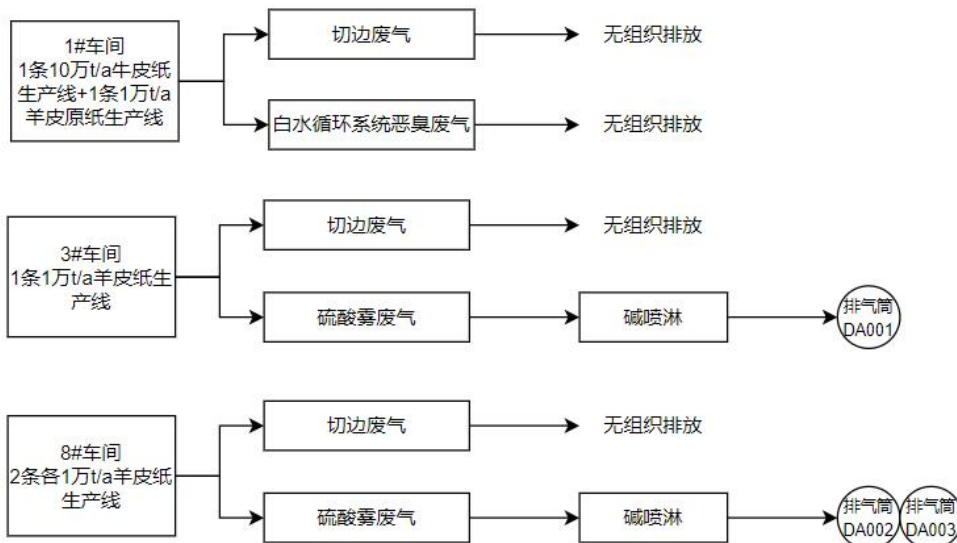 1#车间
1条10万t/a牛皮纸
生产线+1条1万t/a
羊皮原纸生产线
切边废气
无组织排放
白水循环系统恶臭废气
无组织排放
3#车间
1条1万t/a羊皮纸生
产线
切边废气
无组织排放
硫酸雾废气
碱喷淋
排气筒
DA001
8#车间
2条各1万t/a羊皮纸
生产线
切边废气
无组织排放
硫酸雾废气
碱喷淋
排气筒
DA002
排气筒
DA003